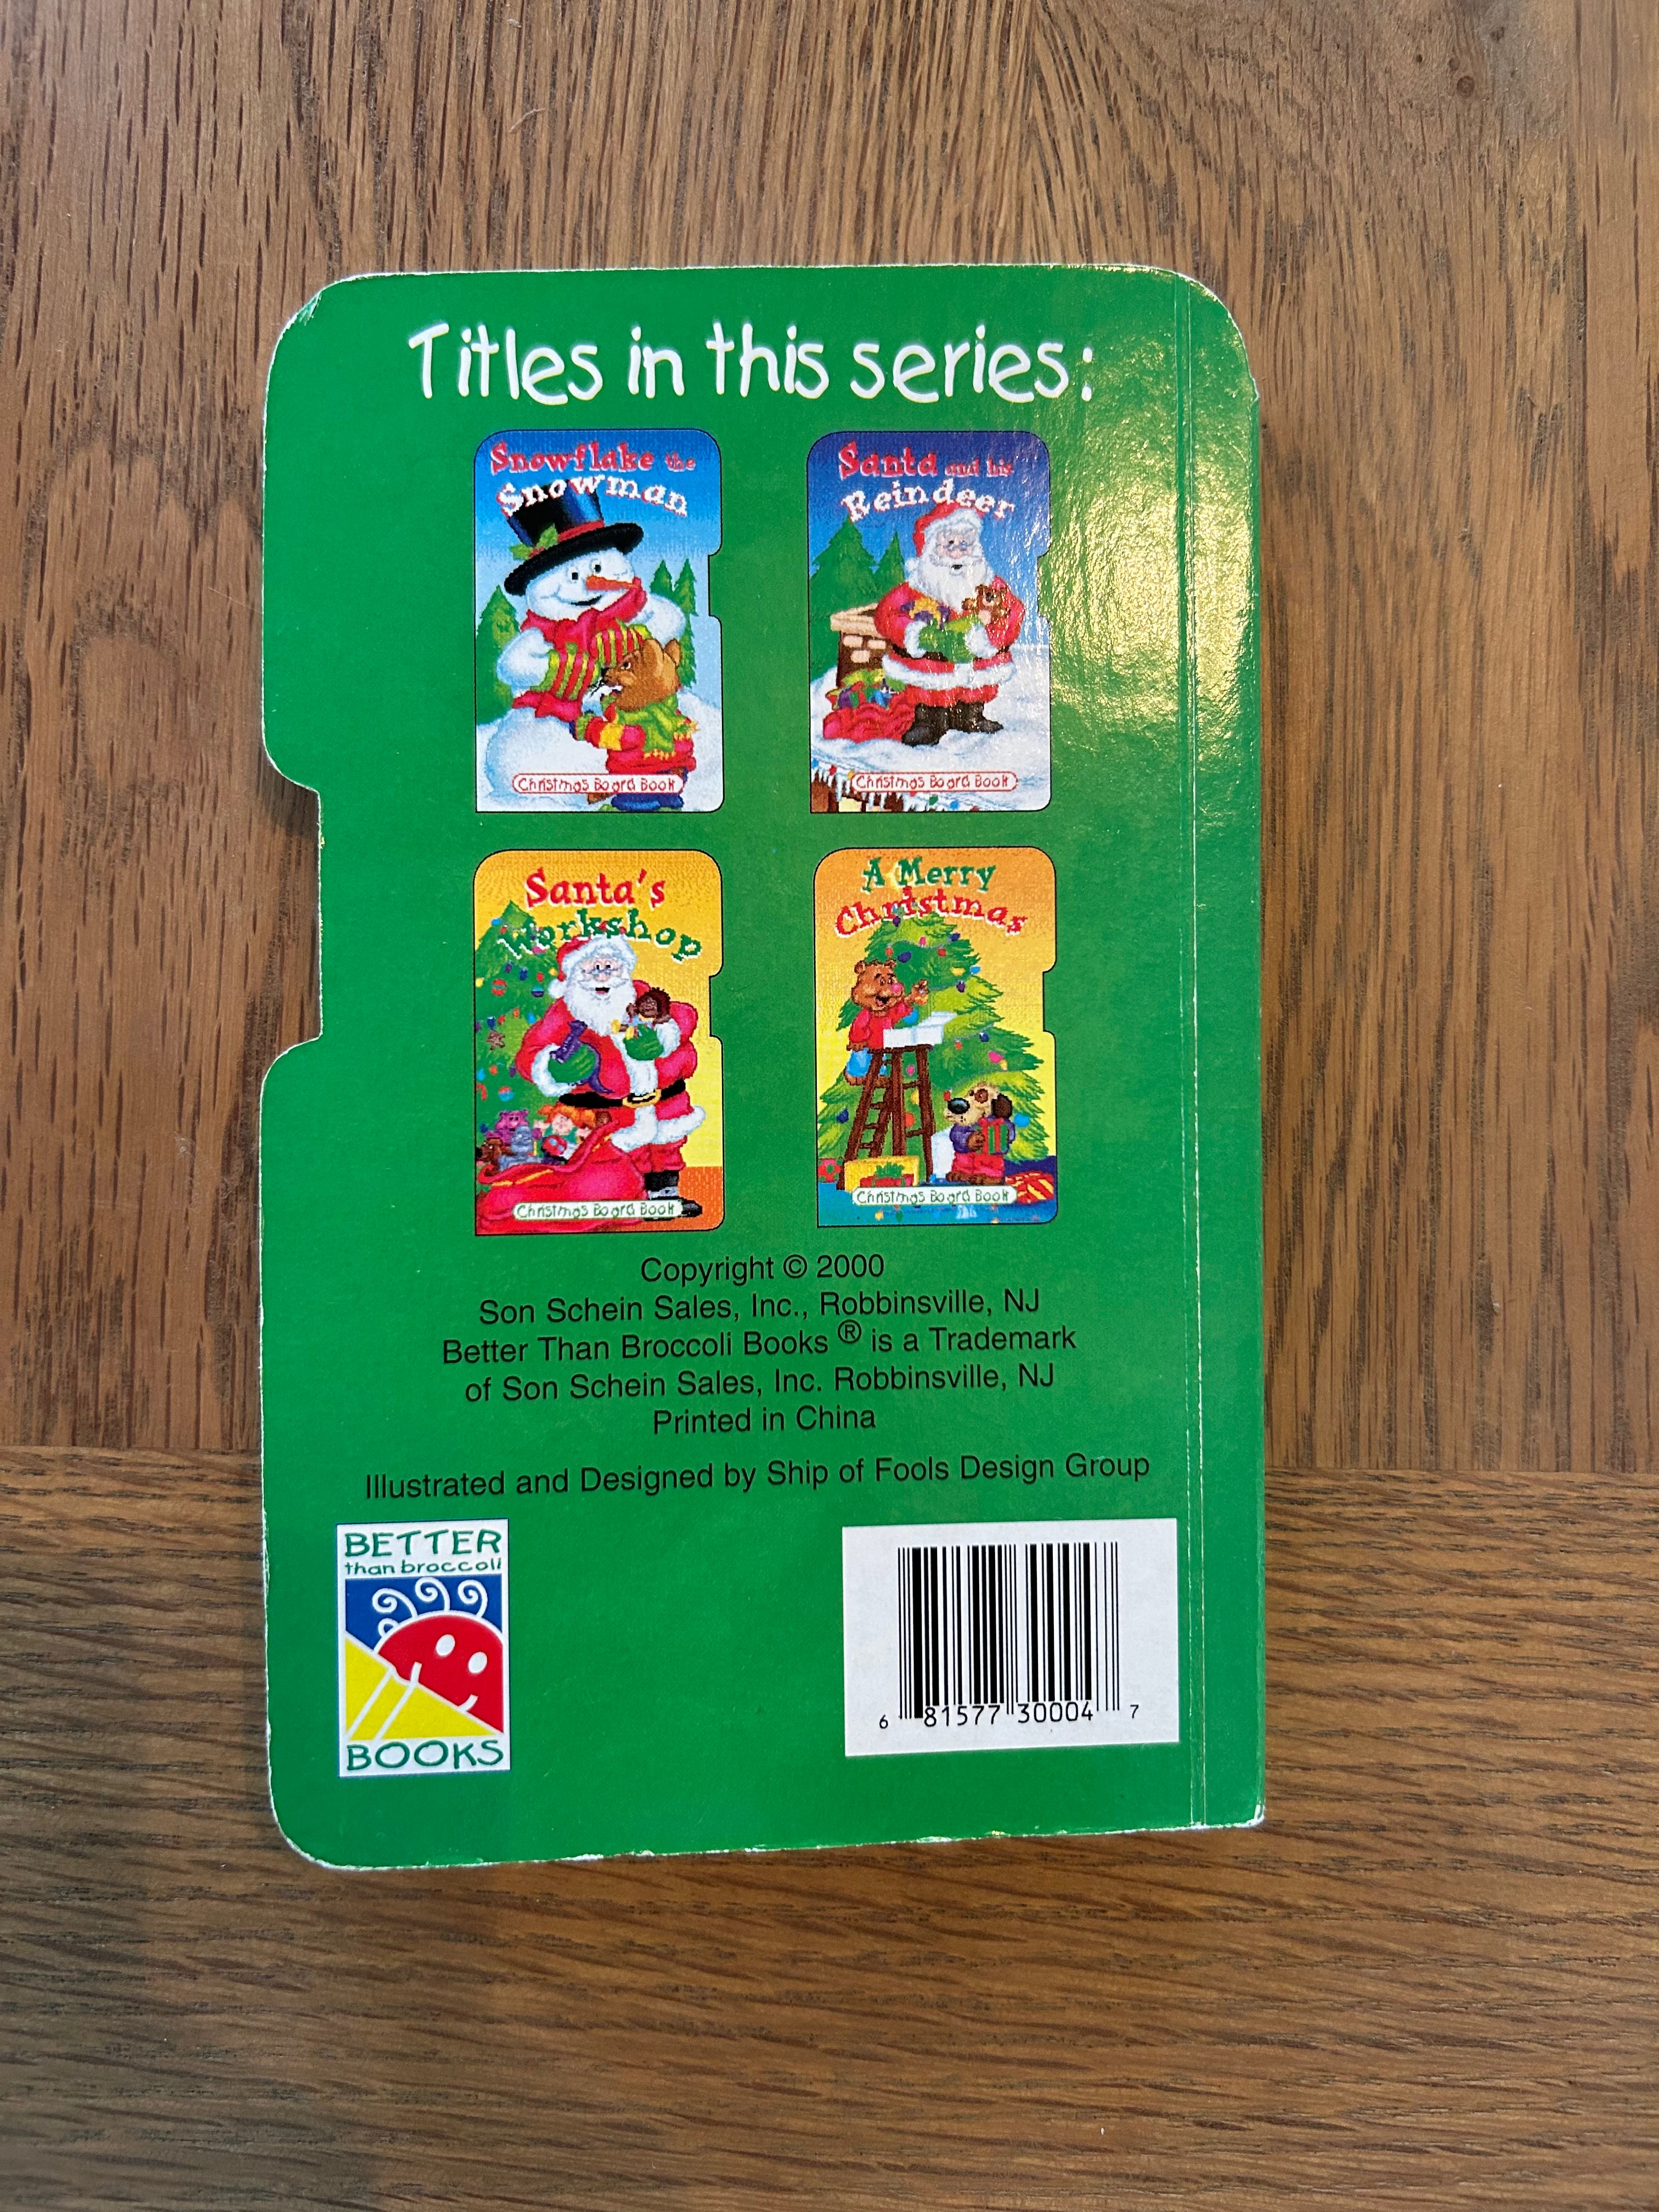 Titles in this series:
Snowflake the
Snowman
Christmas Board Book
Santa and his
Reindeer
Christmas Board Book
Santa's
Workshop
Christmas Board Book
A Merry
Christmas
Christmas Board Book
Copyright © 2000
Son Schein Sales, Inc., Robbinsville, NJ
Better Than Broccoli Books ® is a Trademark
of Son Schein Sales, Inc. Robbinsville, NJ
Printed in China
Illustrated and Designed by Ship of Fools Design Group
BETTER
than broccoli
BOOKS
6 81577 30004 7